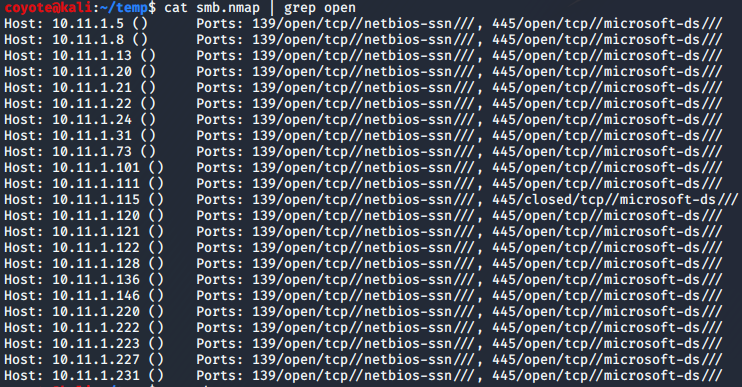 coyote@kali:~/temp$ cat smb.nmap | grep open
Host: 10.11.1.5 () Ports: 139/open/tcp//netbios-ssn///, 445/open/tcp//microsoft-ds///
Host: 10.11.1.8 () Ports: 139/open/tcp//netbios-ssn///, 445/open/tcp//microsoft-ds///
Host: 10.11.1.13 () Ports: 139/open/tcp//netbios-ssn///, 445/open/tcp//microsoft-ds///
Host: 10.11.1.20 () Ports: 139/open/tcp//netbios-ssn///, 445/open/tcp//microsoft-ds///
Host: 10.11.1.21 () Ports: 139/open/tcp//netbios-ssn///, 445/open/tcp//microsoft-ds///
Host: 10.11.1.22 () Ports: 139/open/tcp//netbios-ssn///, 445/open/tcp//microsoft-ds///
Host: 10.11.1.24 () Ports: 139/open/tcp//netbios-ssn///, 445/open/tcp//microsoft-ds///
Host: 10.11.1.31 () Ports: 139/open/tcp//netbios-ssn///, 445/open/tcp//microsoft-ds///
Host: 10.11.1.73 () Ports: 139/open/tcp//netbios-ssn///, 445/open/tcp//microsoft-ds///
Host: 10.11.1.101 () Ports: 139/open/tcp//netbios-ssn///, 445/open/tcp//microsoft-ds///
Host: 10.11.1.111 () Ports: 139/open/tcp//netbios-ssn///, 445/open/tcp//microsoft-ds///
Host: 10.11.1.115 () Ports: 139/open/tcp//netbios-ssn///, 445/closed/tcp//microsoft-ds///
Host: 10.11.1.120 () Ports: 139/open/tcp//netbios-ssn///, 445/open/tcp//microsoft-ds///
Host: 10.11.1.121 () Ports: 139/open/tcp//netbios-ssn///, 445/open/tcp//microsoft-ds///
Host: 10.11.1.122 () Ports: 139/open/tcp//netbios-ssn///, 445/open/tcp//microsoft-ds///
Host: 10.11.1.128 () Ports: 139/open/tcp//netbios-ssn///, 445/open/tcp//microsoft-ds///
Host: 10.11.1.136 () Ports: 139/open/tcp//netbios-ssn///, 445/open/tcp//microsoft-ds///
Host: 10.11.1.146 () Ports: 139/open/tcp//netbios-ssn///, 445/open/tcp//microsoft-ds///
Host: 10.11.1.220 () Ports: 139/open/tcp//netbios-ssn///, 445/open/tcp//microsoft-ds///
Host: 10.11.1.222 () Ports: 139/open/tcp//netbios-ssn///, 445/open/tcp//microsoft-ds///
Host: 10.11.1.223 () Ports: 139/open/tcp//netbios-ssn///, 445/open/tcp//microsoft-ds///
Host: 10.11.1.227 () Ports: 139/open/tcp//netbios-ssn///, 445/open/tcp//microsoft-ds///
Host: 10.11.1.231 () Ports: 139/open/tcp//netbios-ssn///, 445/open/tcp//microsoft-ds///